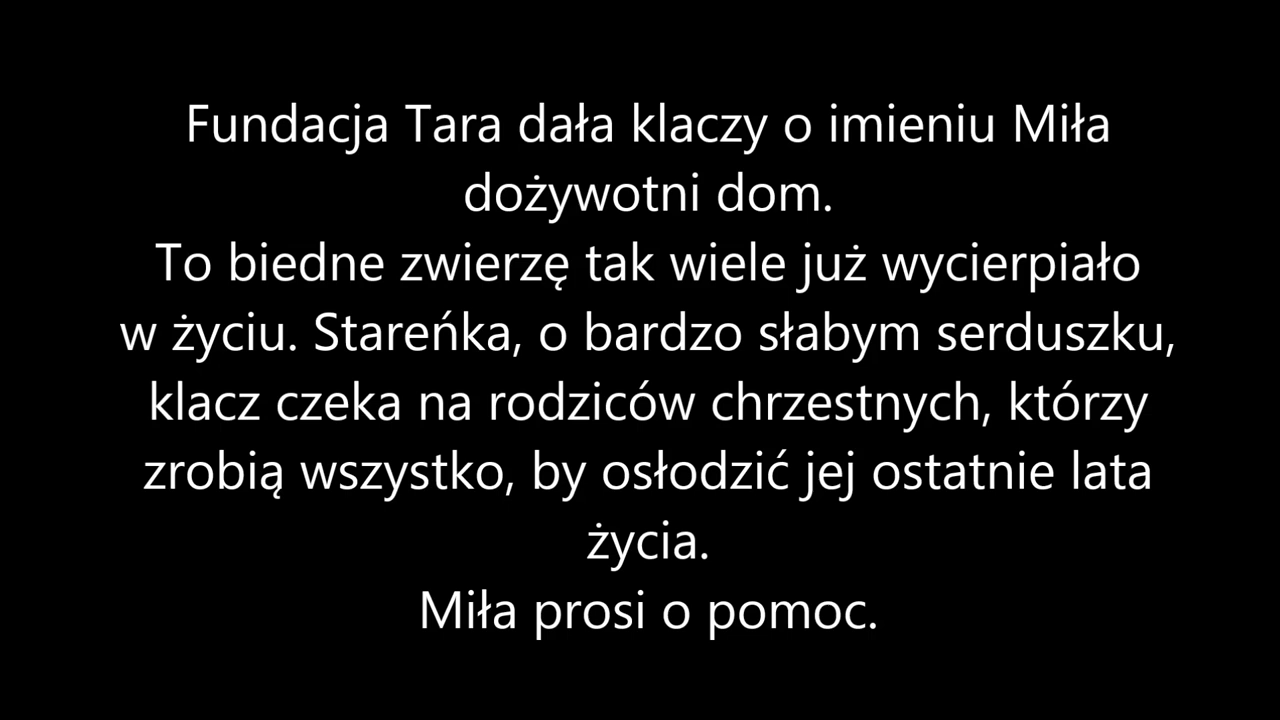 Fundacja Tara dała klaczy o imieniu Miła
dożywotni dom.
To biedne zwierzę tak wiele już wycierpiało
w życiu. Stareńka, o bardzo słabym serduszku,
klacz czeka na rodziców chrzestnych, którzy
zrobią wszystko, by osłodzić jej ostatnie lata
życia.
Miła prosi o pomoc.